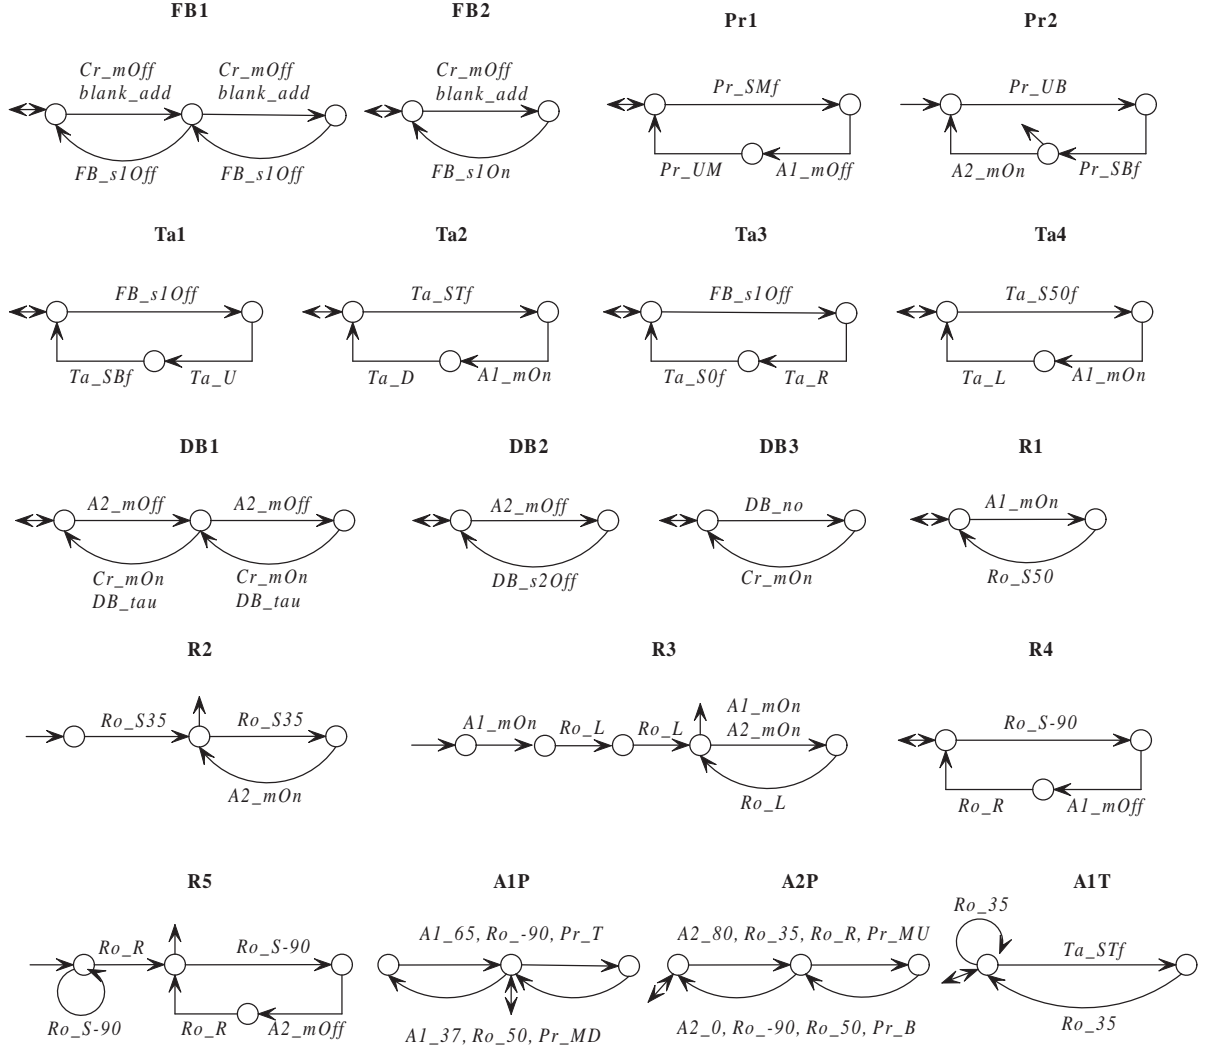 FB1
FB2
Pr1
Pr2
Cr_mOff
blank_add
Cr_mOff
blank_add
FB_s1Off
FB_s1Off
Cr_mOff
blank_add
FB_s1On
Pr_SMf
Pr_UM
A1_mOff
Pr_UB
A2_mOn
Pr_SBf
Ta1
Ta2
Ta3
Ta4
FB_s1Off
Ta_SBf
Ta_U
Ta_STf
Ta_D
A1_mOn
FB_s1Off
Ta_S0f
Ta_R
Ta_S50f
Ta_L
A1_mOn
DB1
DB2
DB3
R1
A2_mOff
A2_mOff
Cr_mOn
DB_tau
Cr_mOn
DB_tau
A2_mOff
DB_s2Off
DB_no
Cr_mOn
A1_mOn
Ro_S50
R2
R3
R4
Ro_S35
Ro_S35
A2_mOn
A1_mOn
Ro_L
Ro_L
A1_mOn
A2_mOn
Ro_L
Ro_S-90
Ro_R
A1_mOff
R5
A1P
A2P
A1T
Ro_R
Ro_S-90
Ro_S-90
Ro_R
A2_mOff
A1_65, Ro_-90, Pr_T
A1_37, Ro_50, Pr_MD
A2_80, Ro_35, Ro_R, Pr_MU
A2_0, Ro_-90, Ro_50, Pr_B
Ro_35
Ta_STf
Ro_35